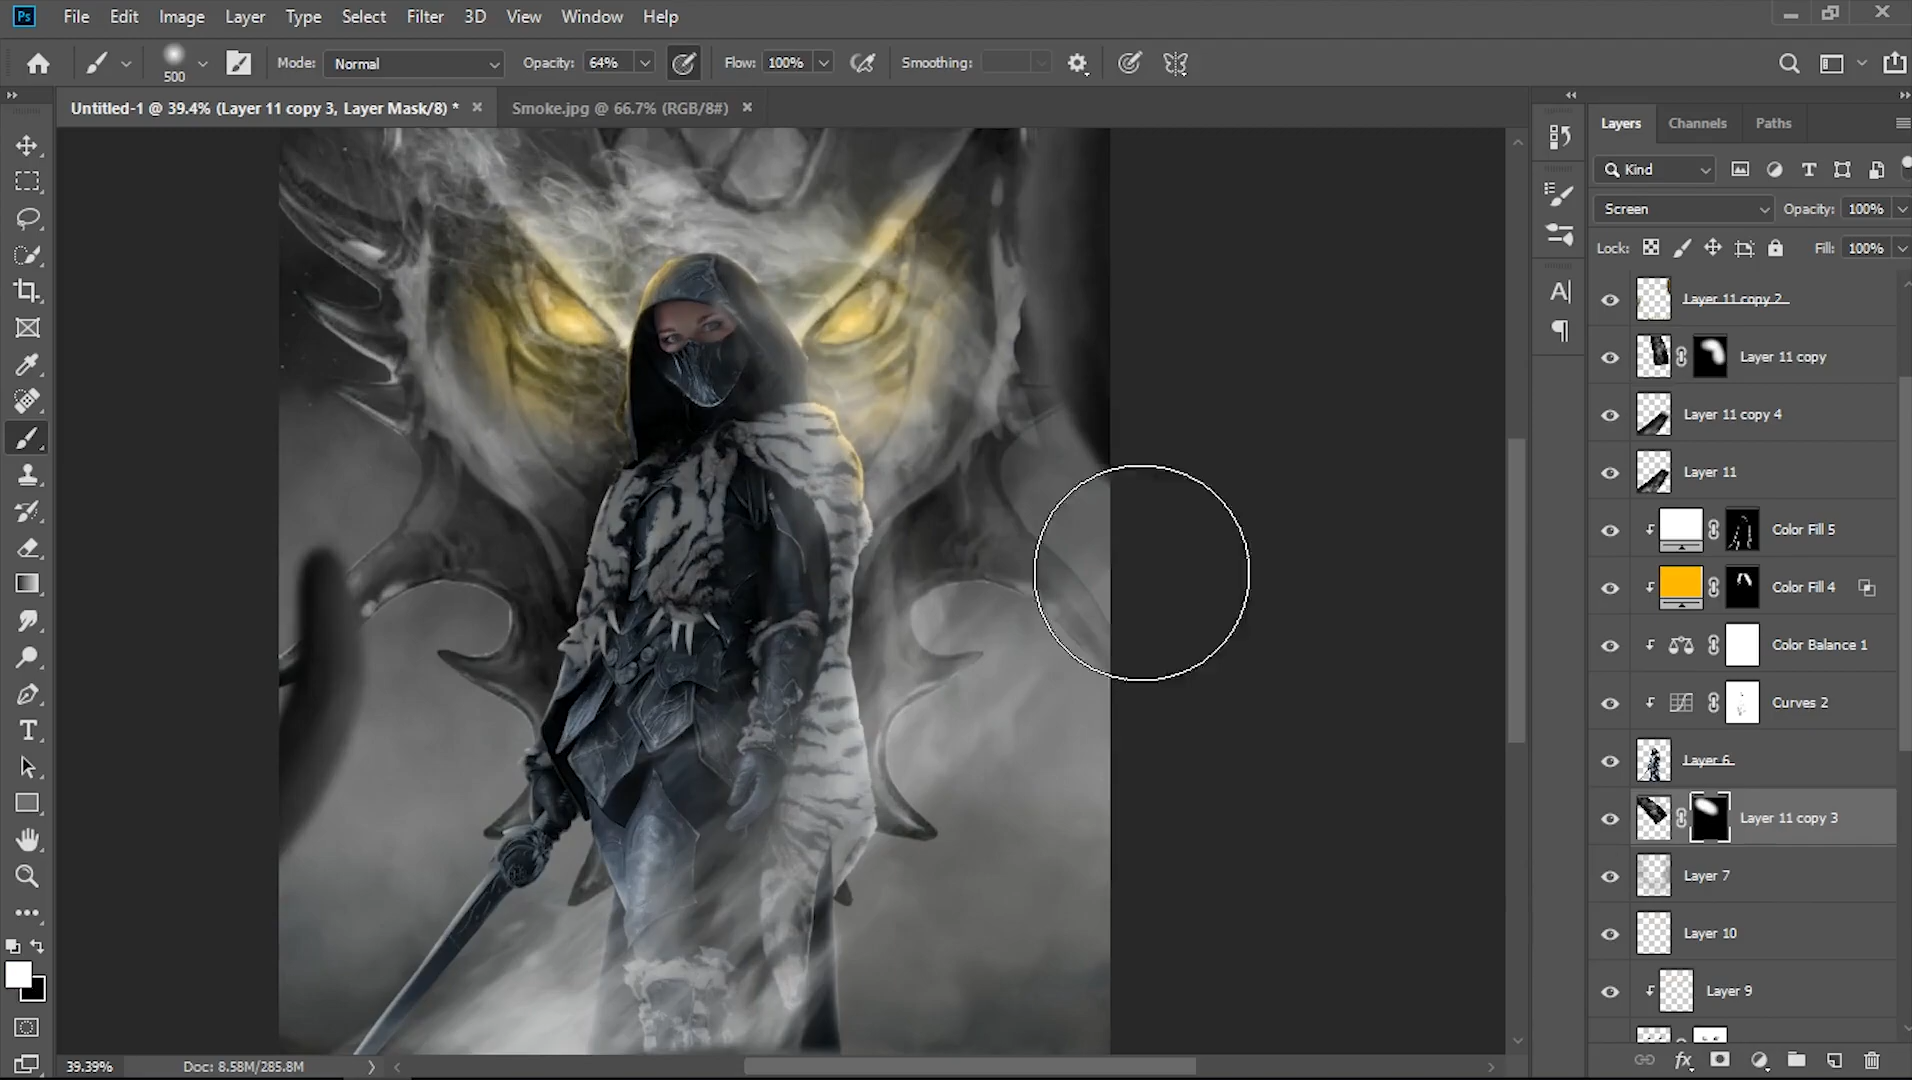 Ps File Edit Image Layer Type Select Filter 3D View Window Help
500 Mode: Normal Opacity: 64% Flow: 100% Smoothing:
Untitled-1 @ 39.4% (Layer 11 copy 3, Layer Mask/8) * Smoke.jpg @ 66.7% (RGB/8#)
Layers Channels Paths
Kind
Screen Opacity: 100%
Lock: Fill: 100%
Layer 11 copy 2
Layer 11 copy
Layer 11 copy 4
Layer 11
Color Fill 5
Color Fill 4
Color Balance 1
Curves 2
Layer 6
Layer 11 copy 3
Layer 7
Layer 10
Layer 9
39.39% Doc: 8.58M/285.8M